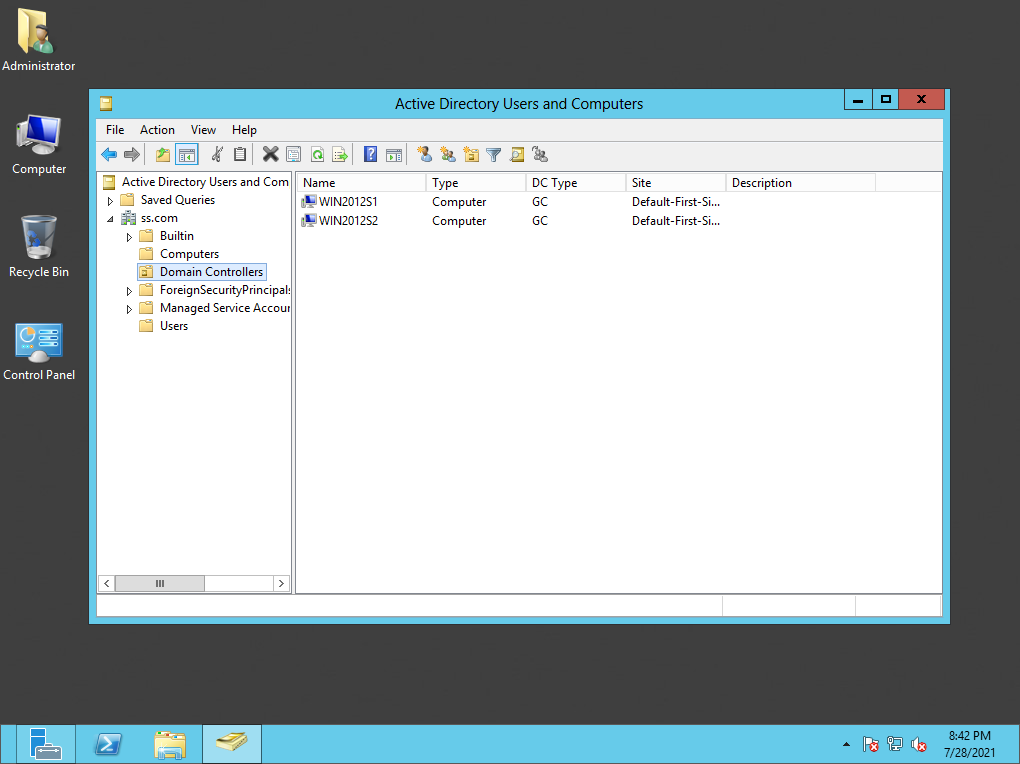 Administrator
Computer
Recycle Bin
Control Panel
Active Directory Users and Computers
File Action View Help
Active Directory Users and Com
Saved Queries
ss.com
Builtin
Computers
Domain Controllers
ForeignSecurityPrincipals
Managed Service Accour
Users
Name Type DC Type Site Description
WIN2012S1 Computer GC Default-First-Si...
WIN2012S2 Computer GC Default-First-Si...
8:42 PM
7/28/2021